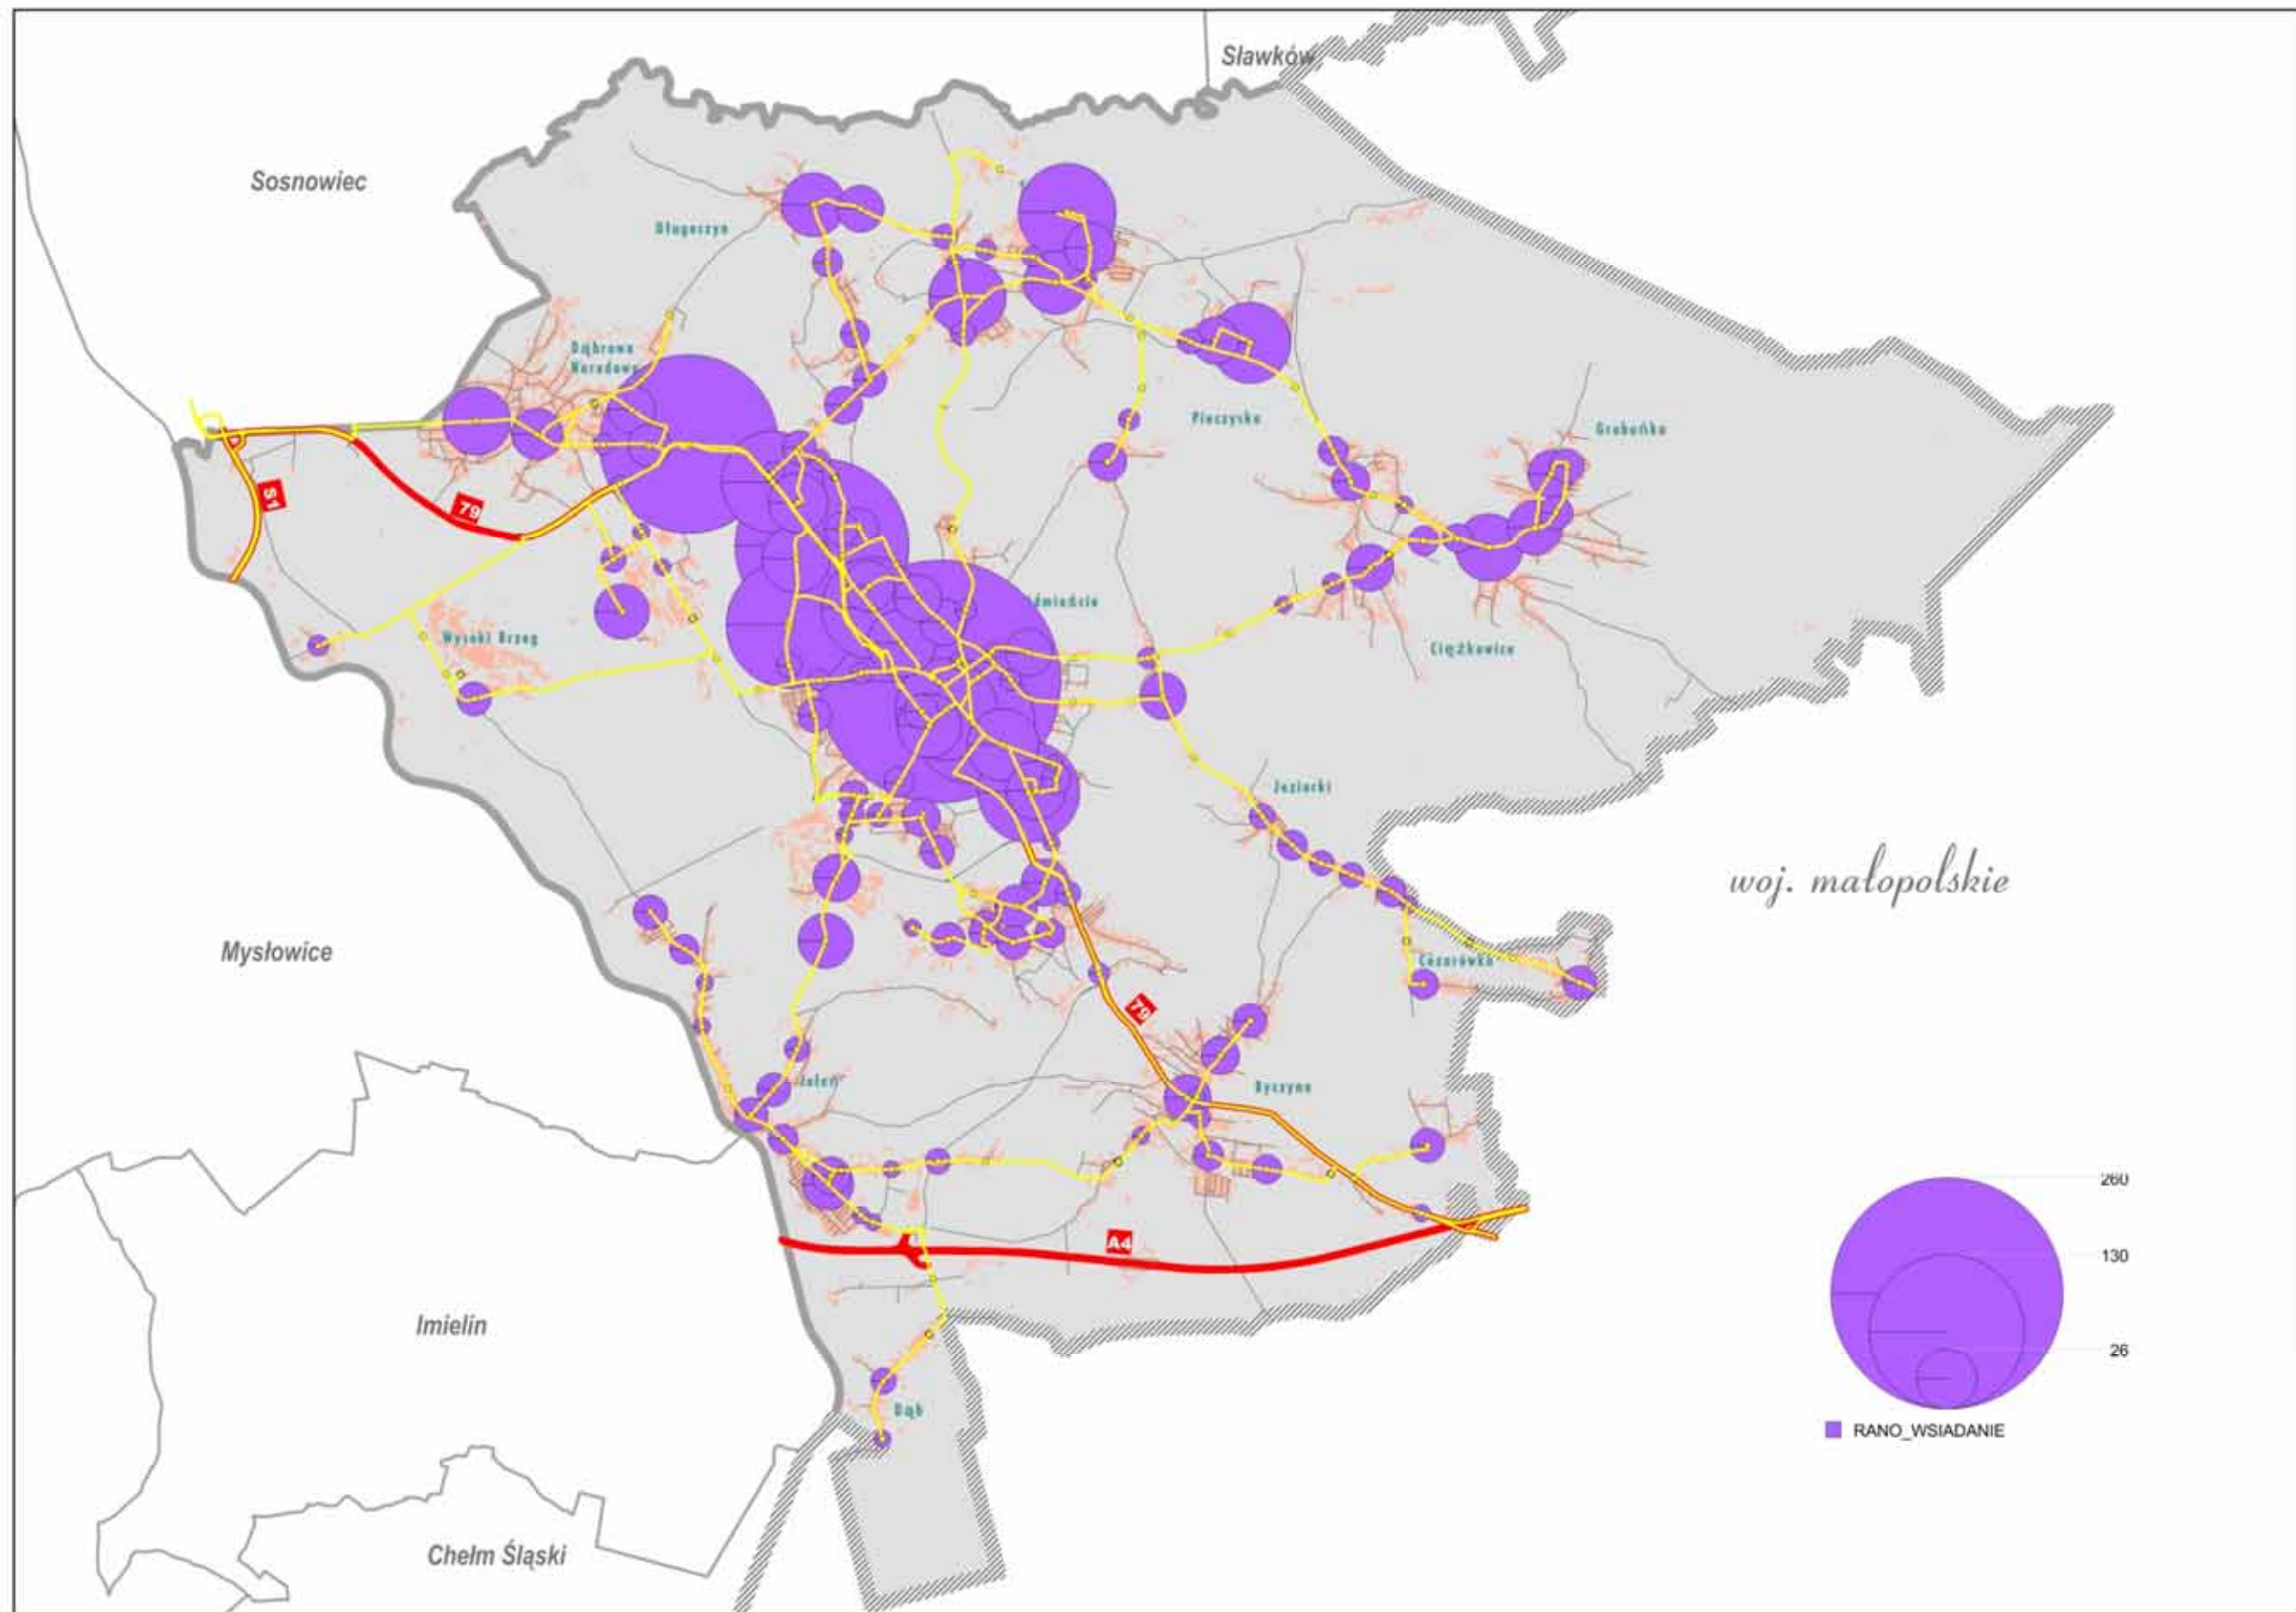 Sławków
Sosnowiec
Długoszyn
Dąbrowa
Narodowa
Pieczyska
79
S1
Wysoki Brzeg
Ciężkowice
Jeziorki
woj. małopolskie
Mysłowice
Cezarówka
79
Jeleń
Byczyna
260
A4
130
Imielin
26
Dąb
RANO_WSIADANIE
Chełm Śląski